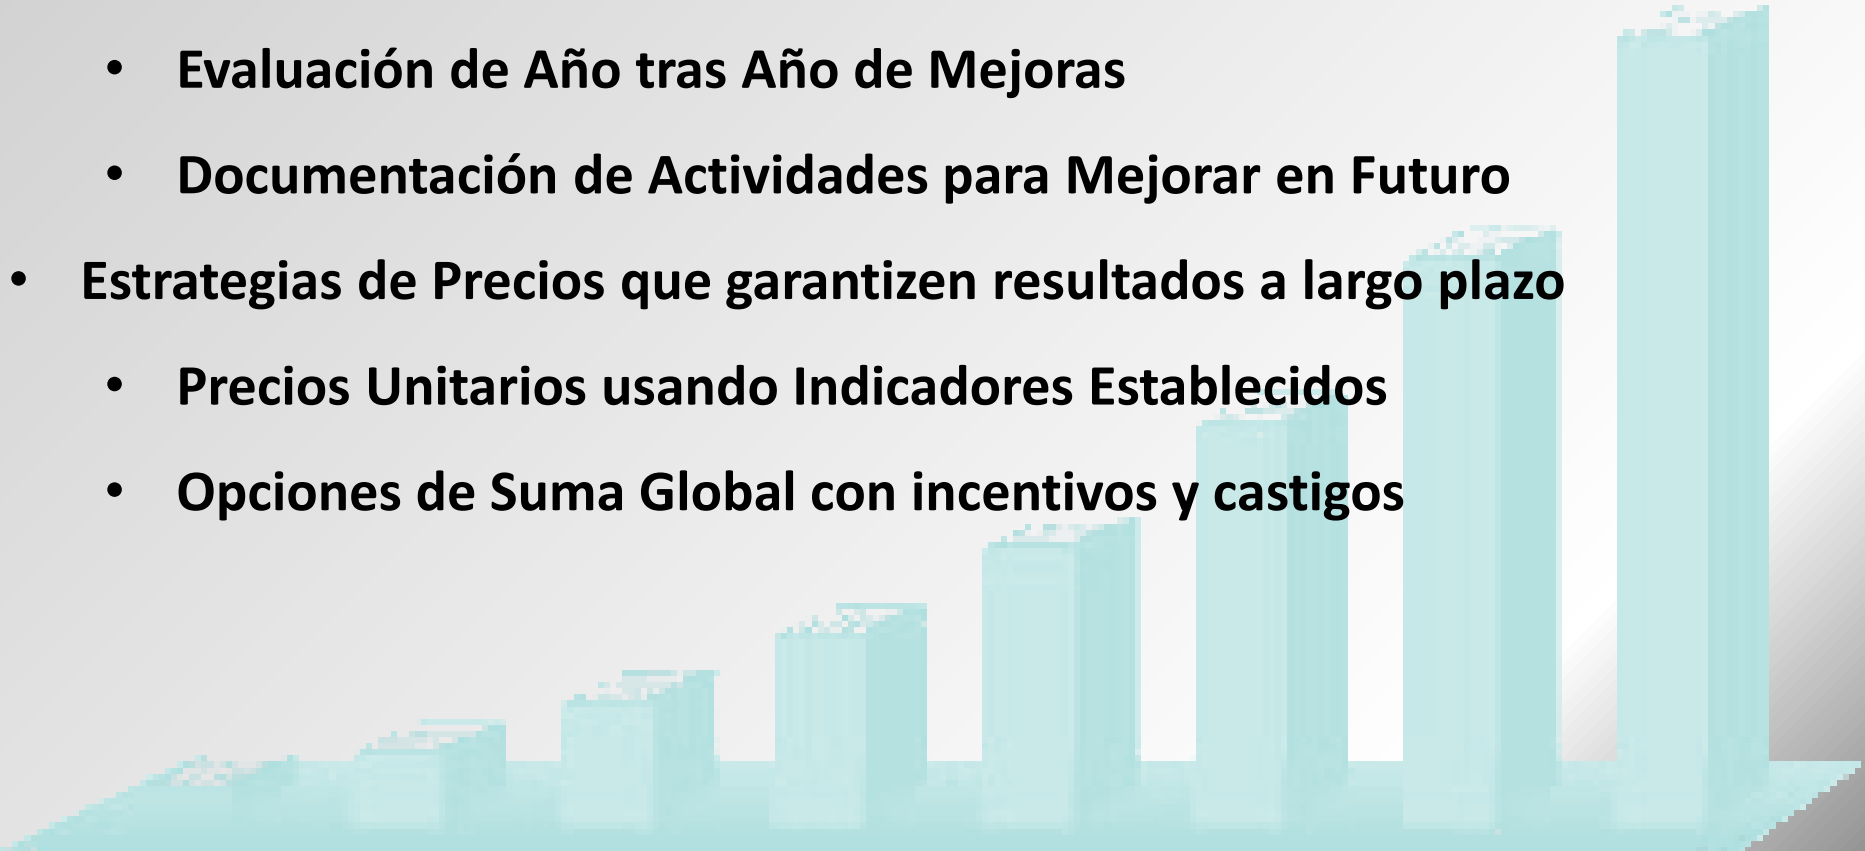 • Evaluación de Año tras Año de Mejoras
• Documentación de Actividades para Mejorar en Futuro
• Estrategias de Precios que garantizen resultados a largo plazo
• Precios Unitarios usando Indicadores Establecidos
• Opciones de Suma Global con incentivos y castigos